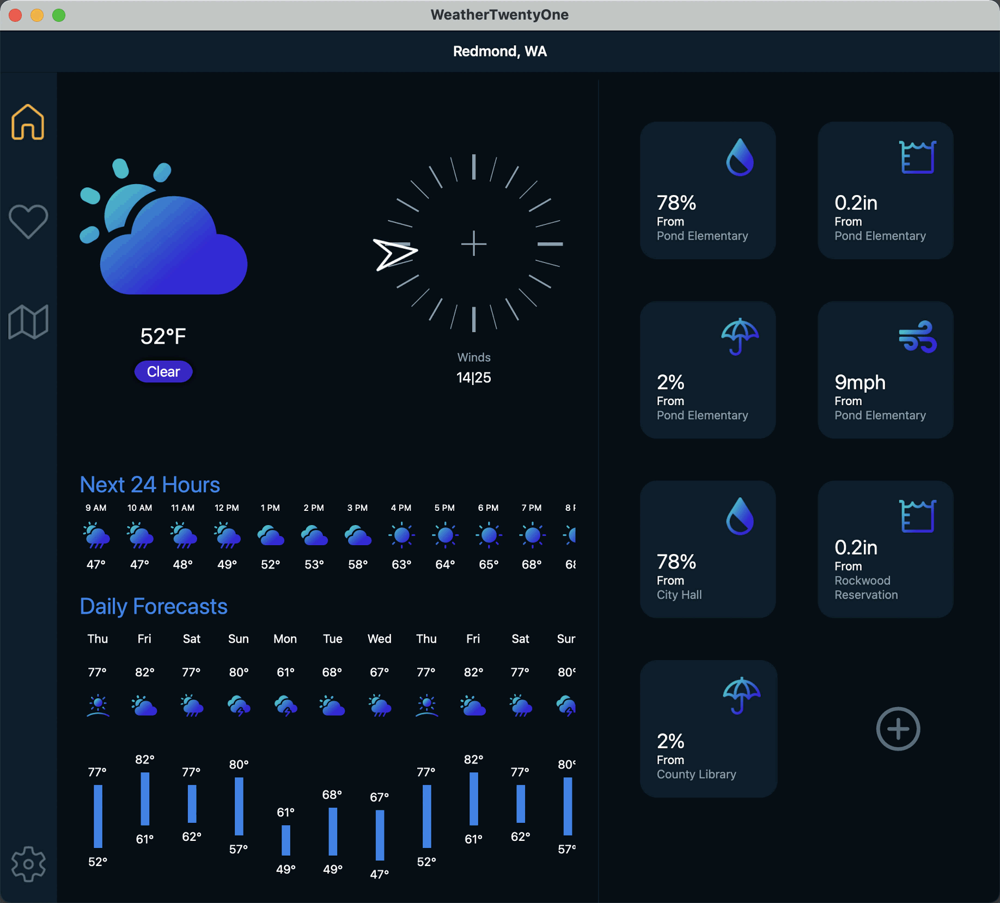 WeatherTwentyOne
Redmond, WA
52°F
Clear
Winds
14|25
Next 24 Hours
9 AM 10 AM 11 AM 12 PM 1 PM 2 PM 3 PM 4 PM 5 PM 6 PM 7 PM 8
47° 47° 48° 49° 52° 53° 58° 63° 64° 65° 68° 68
Daily Forecasts
Thu Fri Sat Sun Mon Tue Wed Thu Fri Sat Sun
77° 82° 77° 80° 61° 68° 67° 77° 82° 77° 80°
77° 82° 77° 80° 61° 68° 67° 77° 82° 77° 80°
52° 61° 62° 57° 49° 49° 47° 52° 61° 62° 57°
78%
From
Pond Elementary
0.2in
From
Pond Elementary
2%
From
Pond Elementary
9mph
From
Pond Elementary
78%
From
City Hall
0.2in
From
Rockwood
Reservation
2%
From
County Library